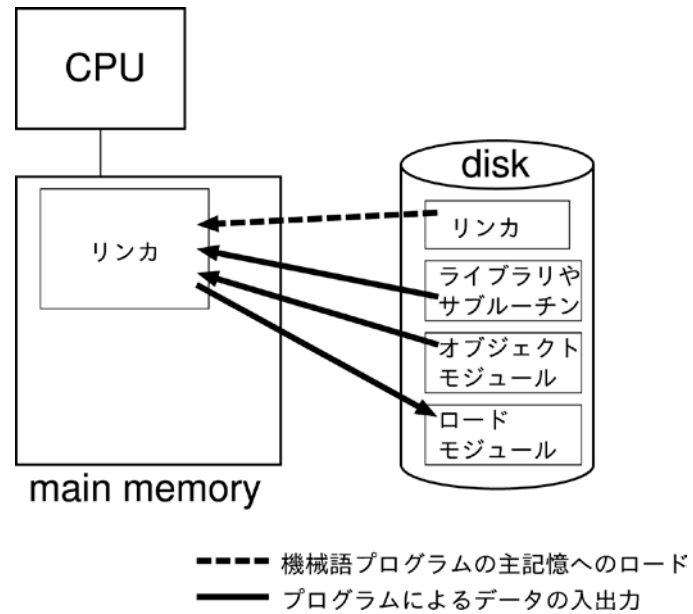 CPU
disk
リンカ
リンカ
ライブラリや
サブルーチン
オブジェクト
モジュール
ロード
モジュール
main memory
機械語プログラムの主記憶へのロード
プログラムによるデータの入出力